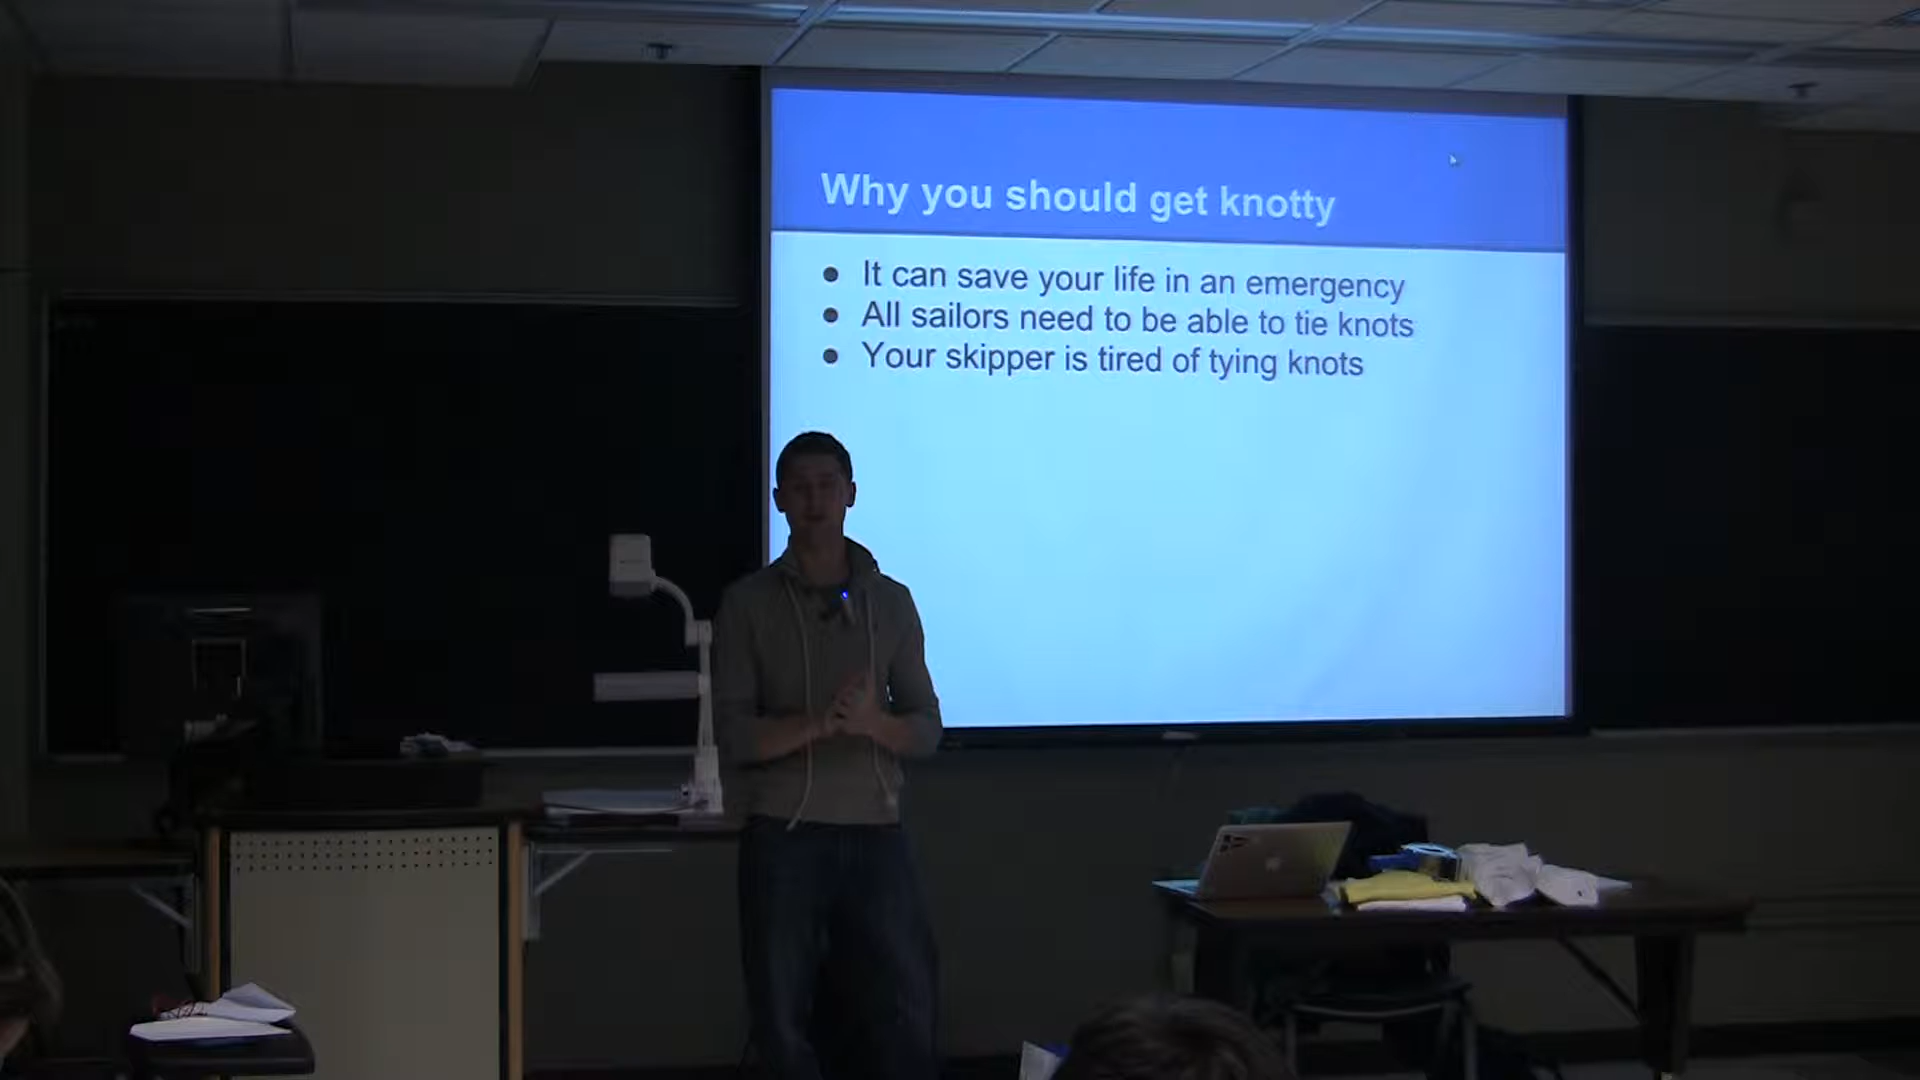 Why you should get knotty
● It can save your life in an emergency
● All sailors need to be able to tie knots
● Your skipper is tired of tying knots